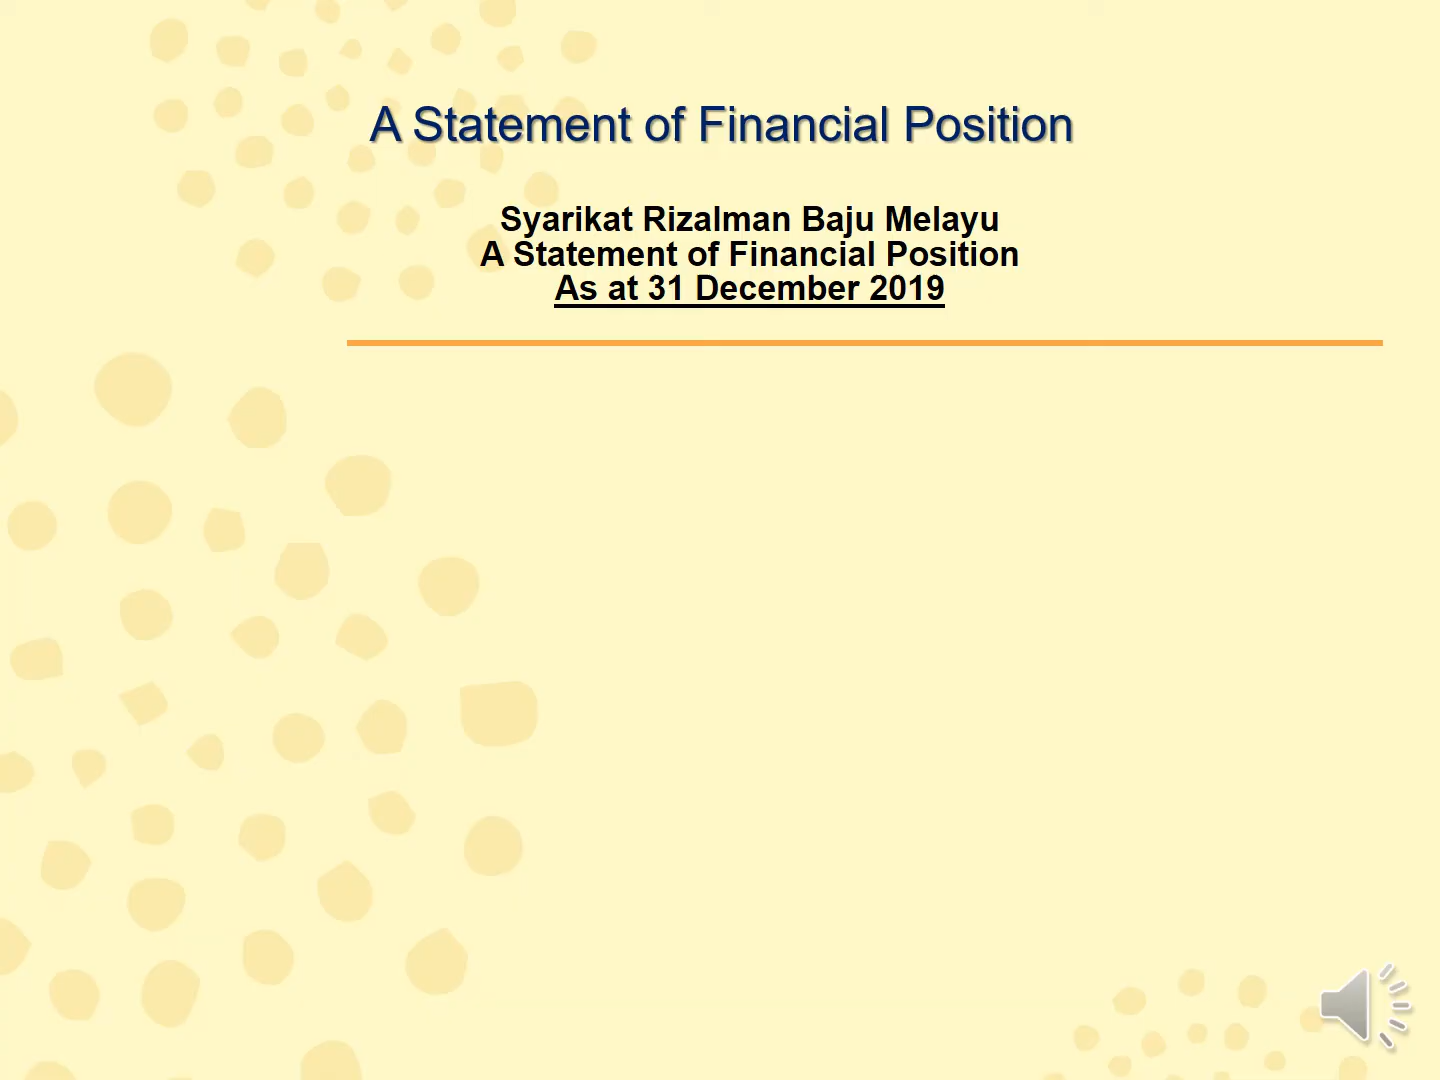 A Statement of Financial Position
Syarikat Rizalman Baju Melayu
A Statement of Financial Position
As at 31 December 2019